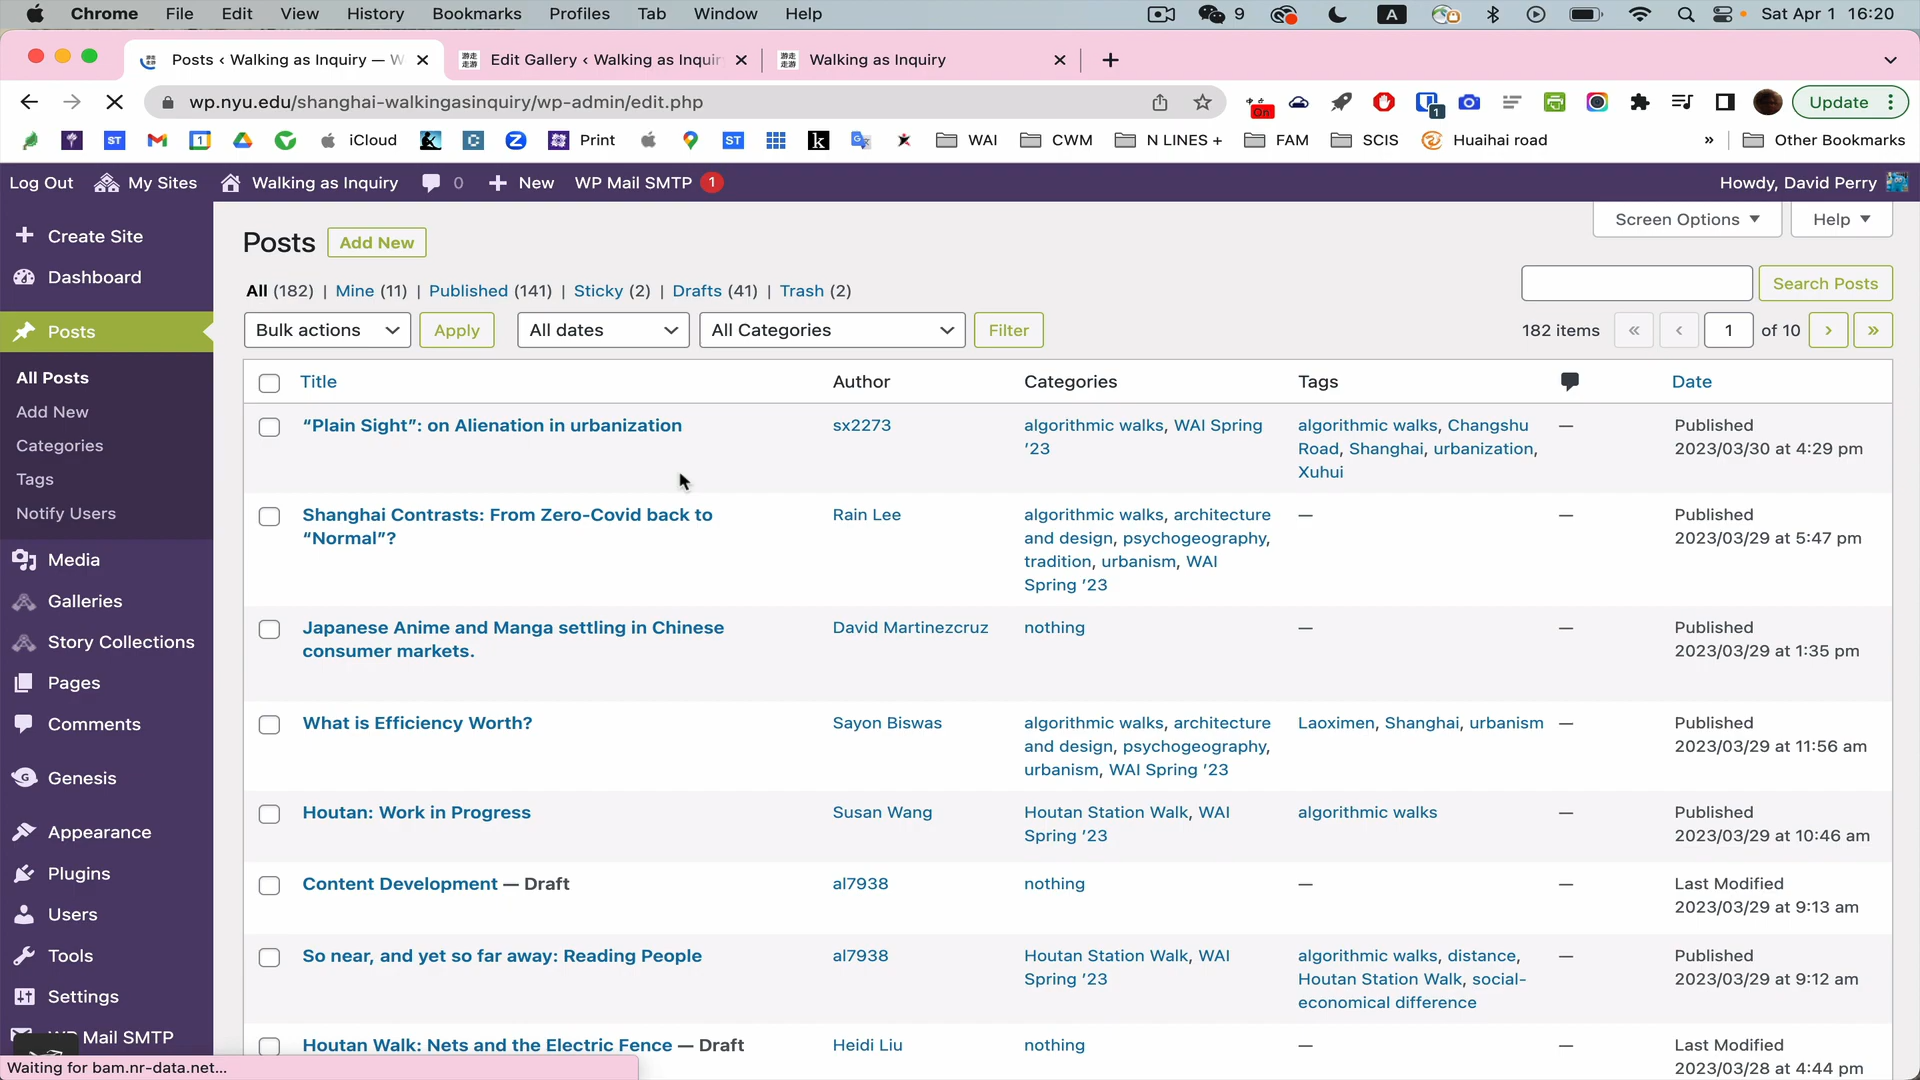 Chrome File Edit View History Bookmarks Profiles Tab Window Help 9 A Sat Apr 1 16:20
Posts ‹ Walking as Inquiry — W Edit Gallery ‹ Walking as Inquir Walking as Inquiry
wp.nyu.edu/shanghai-walkingasinquiry/wp-admin/edit.php On 1 Update
iCloud Print WAI CWM N LINES + FAM SCIS Huaihai road » Other Bookmarks
Log Out My Sites Walking as Inquiry 0 New WP Mail SMTP 1 Howdy, David Perry
Screen Options Help
Create Site
Dashboard
Posts
All Posts
Add New
Categories
Tags
Notify Users
Media
Galleries
Story Collections
Pages
Comments
Genesis
Appearance
Plugins
Users
Tools
Settings
Mail SMTP
Posts Add New
All (182) | Mine (11) | Published (141) | Sticky (2) | Drafts (41) | Trash (2)
Search Posts
Bulk actions Apply All dates All Categories Filter 182 items « ‹ 1 of 10 › »
Title Author Categories Tags Date
“Plain Sight”: on Alienation in urbanization sx2273 algorithmic walks, WAI Spring algorithmic walks, Changshu — Published
’23 Road, Shanghai, urbanization, 2023/03/30 at 4:29 pm
Xuhui
Shanghai Contrasts: From Zero-Covid back to Rain Lee algorithmic walks, architecture — — Published
“Normal”? and design, psychogeography, 2023/03/29 at 5:47 pm
tradition, urbanism, WAI
Spring ’23
Japanese Anime and Manga settling in Chinese David Martinezcruz nothing — — Published
consumer markets. 2023/03/29 at 1:35 pm
What is Efficiency Worth? Sayon Biswas algorithmic walks, architecture Laoximen, Shanghai, urbanism — Published
and design, psychogeography, 2023/03/29 at 11:56 am
urbanism, WAI Spring ’23
Houtan: Work in Progress Susan Wang Houtan Station Walk, WAI algorithmic walks — Published
Spring ’23 2023/03/29 at 10:46 am
Content Development — Draft al7938 nothing — — Last Modified
2023/03/29 at 9:13 am
So near, and yet so far away: Reading People al7938 Houtan Station Walk, WAI algorithmic walks, distance, — Published
Spring ’23 Houtan Station Walk, social- 2023/03/29 at 9:12 am
economical difference
Houtan Walk: Nets and the Electric Fence — Draft Heidi Liu nothing — — Last Modified
2023/03/28 at 4:44 pm
Waiting for bam.nr-data.net...